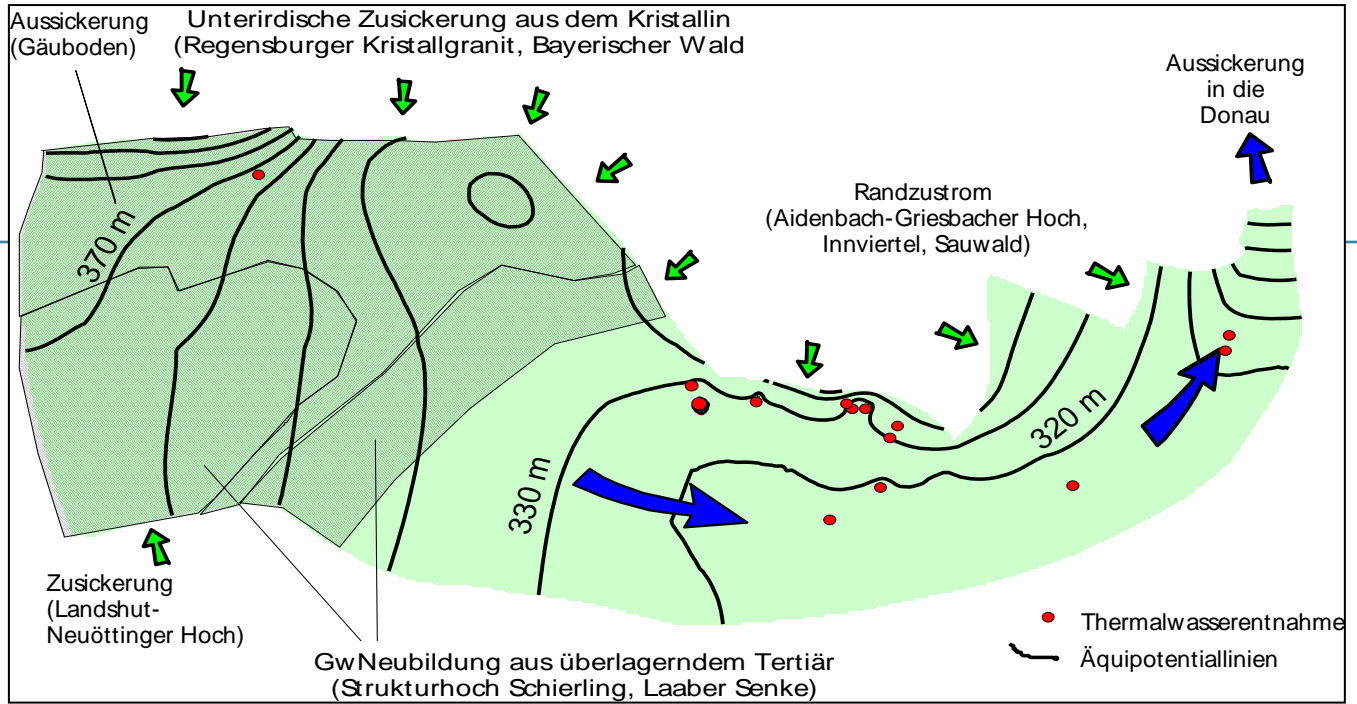 Aussickerung
(Gäuboden)
Unterirdische Zusickerung aus dem Kristallin
(Regensburger Kristallgranit, Bayerischer Wald
Aussickerung
in die
Donau
Randzustrom
(Aidenbach-Griesbacher Hoch,
Innviertel, Sauwald)
370 m
320 m
330 m
Zusickerung
(Landshut-
Neuöttinger Hoch)
GwNeubildung aus überlagerndem Tertiär
(Strukturhoch Schierling, Laaber Senke)
Thermalwasserentnahme
Äquipotentiallinien